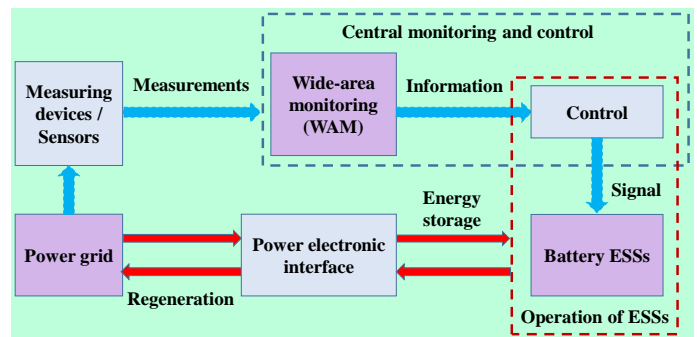 Central monitoring and control
Measuring
devices /
Sensors
Measurements
Wide-area
monitoring
(WAM)
Information
Control
Signal
Energy
storage
Power grid
Power electronic
interface
Battery ESSs
Regeneration
Operation of ESSs